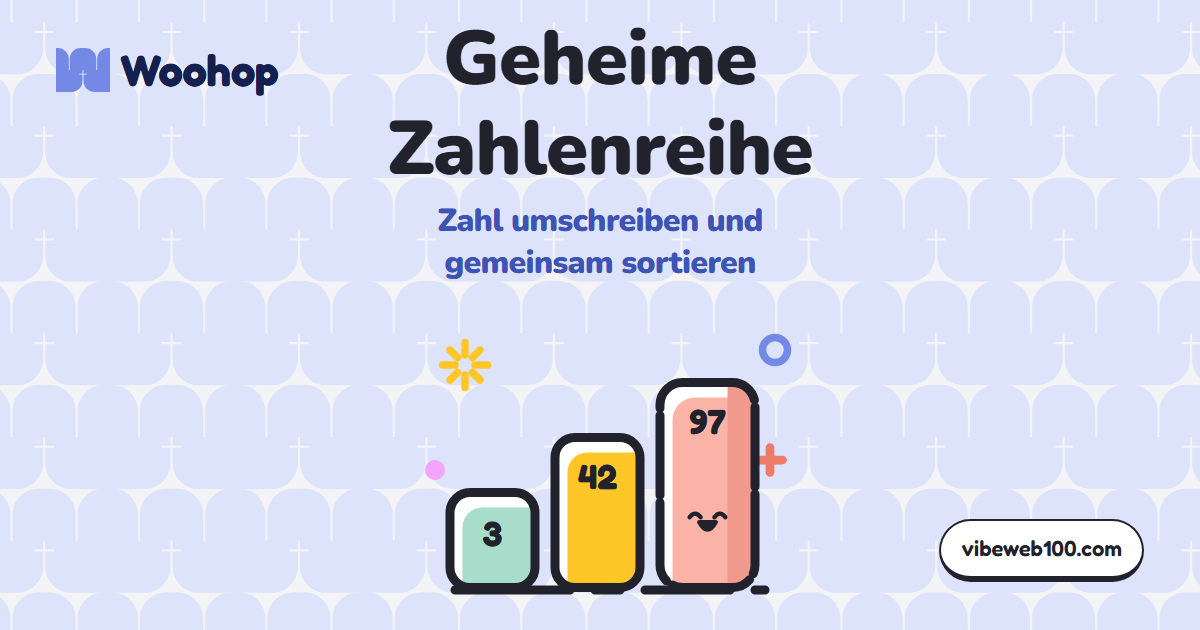 Woohop
Geheime
Zahlenreihe
Zahl umschreiben und
gemeinsam sortieren
3
42
97
vibeweb100.com